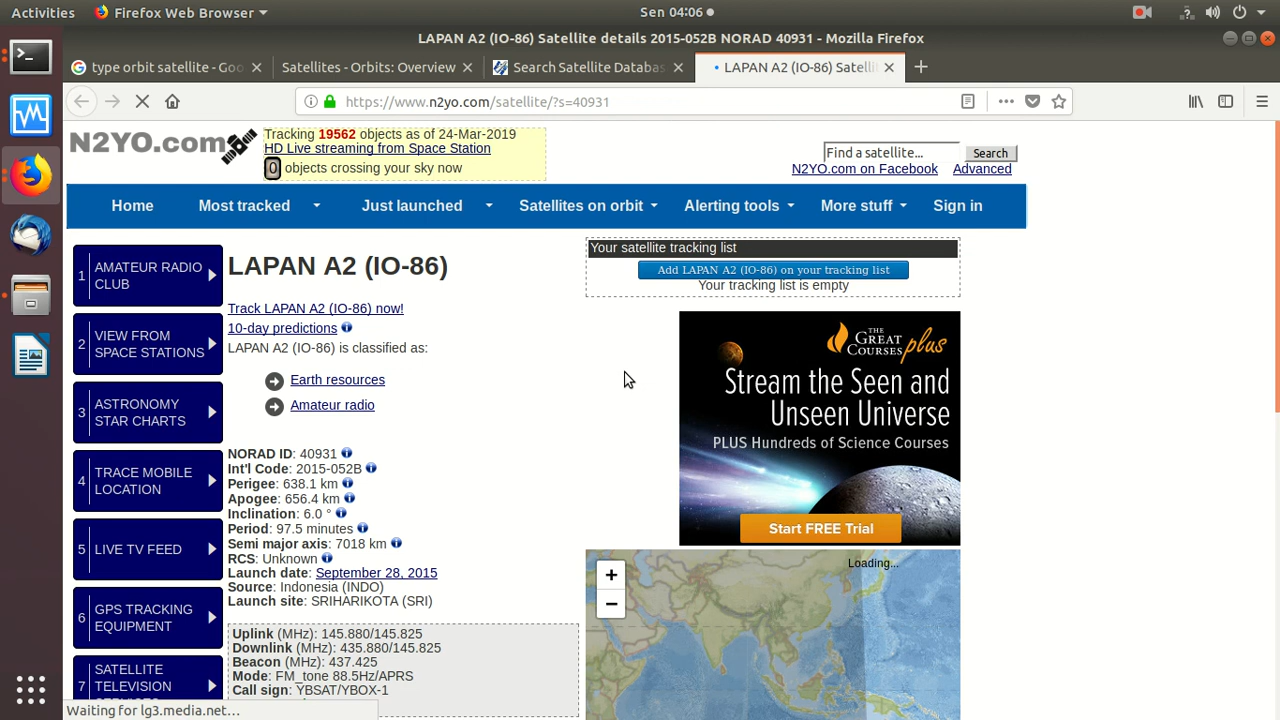 Activities
Firefox Web Browser
Sen 04:06
LAPAN A2 (IO-86) Satellite details 2015-052B NORAD 40931 - Mozilla Firefox
type orbit satellite - Goo
Satellites - Orbits: Overview
Search Satellite Databas
LAPAN A2 (IO-86) Satelli
https://www.n2yo.com/satellite/?s=40931
N2YO.com
Tracking 19562 objects as of 24-Mar-2019
HD Live streaming from Space Station
0 objects crossing your sky now
Find a satellite...
Search
N2YO.com on Facebook
Advanced
Home
Most tracked
Just launched
Satellites on orbit
Alerting tools
More stuff
Sign in
1 AMATEUR RADIO
CLUB
2 VIEW FROM
SPACE STATIONS
3 ASTRONOMY
STAR CHARTS
4 TRACE MOBILE
LOCATION
5 LIVE TV FEED
6 GPS TRACKING
EQUIPMENT
7 SATELLITE
TELEVISION
LAPAN A2 (IO-86)
Track LAPAN A2 (IO-86) now!
10-day predictions
LAPAN A2 (IO-86) is classified as:
Earth resources
Amateur radio
NORAD ID: 40931
Int'l Code: 2015-052B
Perigee: 638.1 km
Apogee: 656.4 km
Inclination: 6.0 °
Period: 97.5 minutes
Semi major axis: 7018 km
RCS: Unknown
Launch date: September 28, 2015
Source: Indonesia (INDO)
Launch site: SRIHARIKOTA (SRI)
Uplink (MHz): 145.880/145.825
Downlink (MHz): 435.880/145.825
Beacon (MHz): 437.425
Mode: FM_tone 88.5Hz/APRS
Call sign: YBSAT/YBOX-1
Your satellite tracking list
Add LAPAN A2 (IO-86) on your tracking list
Your tracking list is empty
THE
GREAT
COURSES plus
Stream the Seen and
Unseen Universe
PLUS Hundreds of Science Courses
Start FREE Trial
+
−
Loading...
Waiting for lg3.media.net...